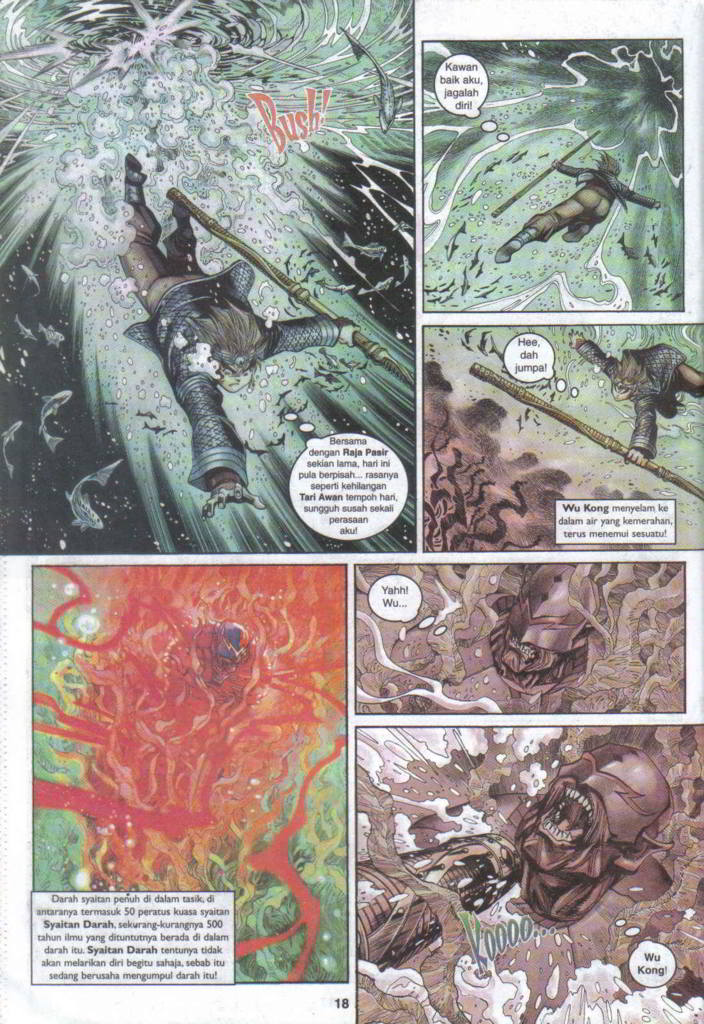 Bush!
Bersama
dengan Raja Pasir
sekian lama, hari ini
pula berpisah... rasanya
seperti kehilangan
Tari Awan tempoh hari,
sungguh susah sekali
perasaan
aku!
Kawan
baik aku,
jagalah
diri!
Hee,
dah
jumpa!
Wu Kong menyelam ke
dalam air yang kemerahan,
terus menemui sesuatu!
Darah syaitan penuh di dalam tasik, di
antaranya termasuk 50 peratus kuasa syaitan
Syaitan Darah, sekurang-kurangnya 500
tahun ilmu yang dituntutnya berada di dalam
darah itu. Syaitan Darah tentunya tidak
akan melarikan diri begitu sahaja, sebab itu
sedang berusaha mengumpul darah itu!
Yahh!
Wu...
Koooo...
Wu
Kong!
18